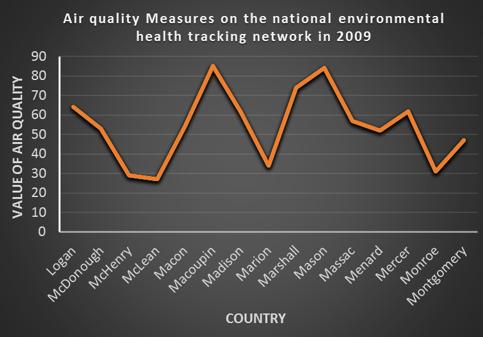 Air quality Measures on the national environmental
health tracking network in 2009
VALUE OF AIR QUALITY
90
80
70
60
50
40
30
20
10
0
Logan
McDonough
McHenry
McLean
Macon
Macoupin
Madison
Marion
Marshall
Mason
Massac
Menard
Mercer
Monroe
Montgomery
COUNTRY